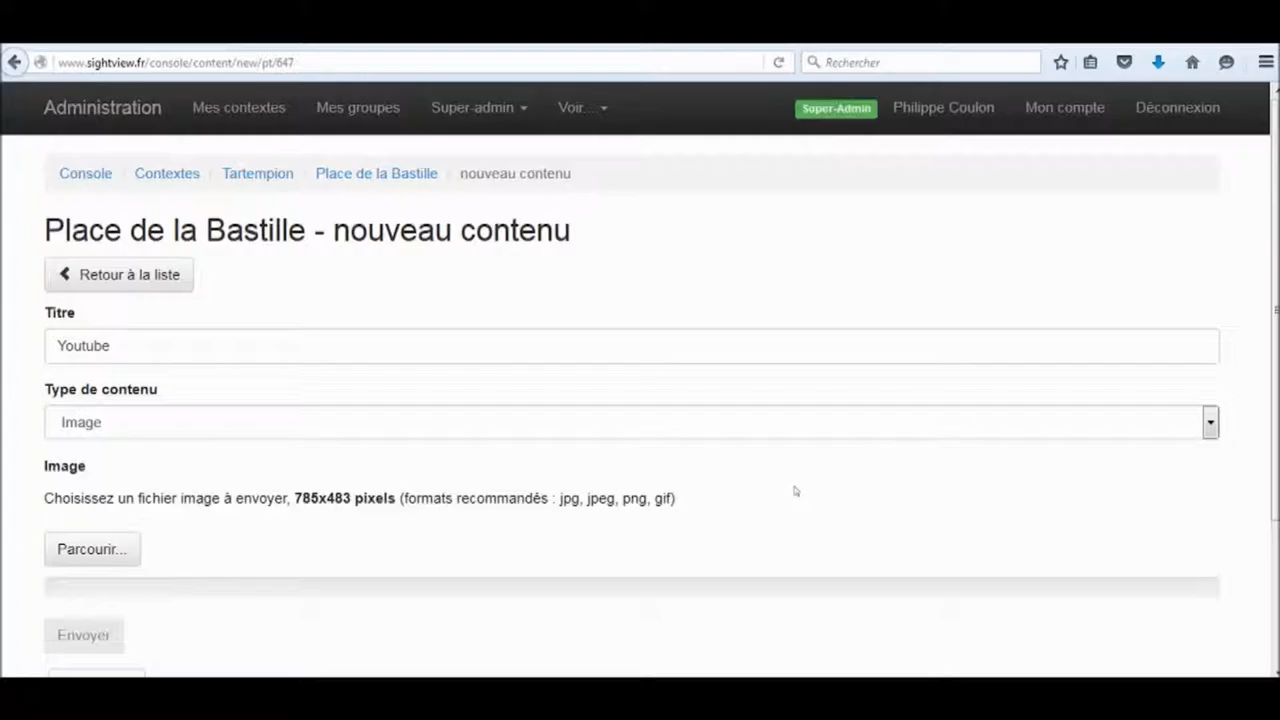 www.sightview.fr/console/content/new/pt/647
Rechercher
Administration Mes contextes Mes groupes Super-admin Voir... Super-Admin Philippe Coulon Mon compte Déconnexion
Console Contextes Tartempion Place de la Bastille nouveau contenu
Place de la Bastille - nouveau contenu
Retour à la liste
Titre
Youtube
Type de contenu
Image
Image
Choisissez un fichier image à envoyer, 785x483 pixels (formats recommandés : jpg, jpeg, png, gif)
Parcourir...
Envoyer